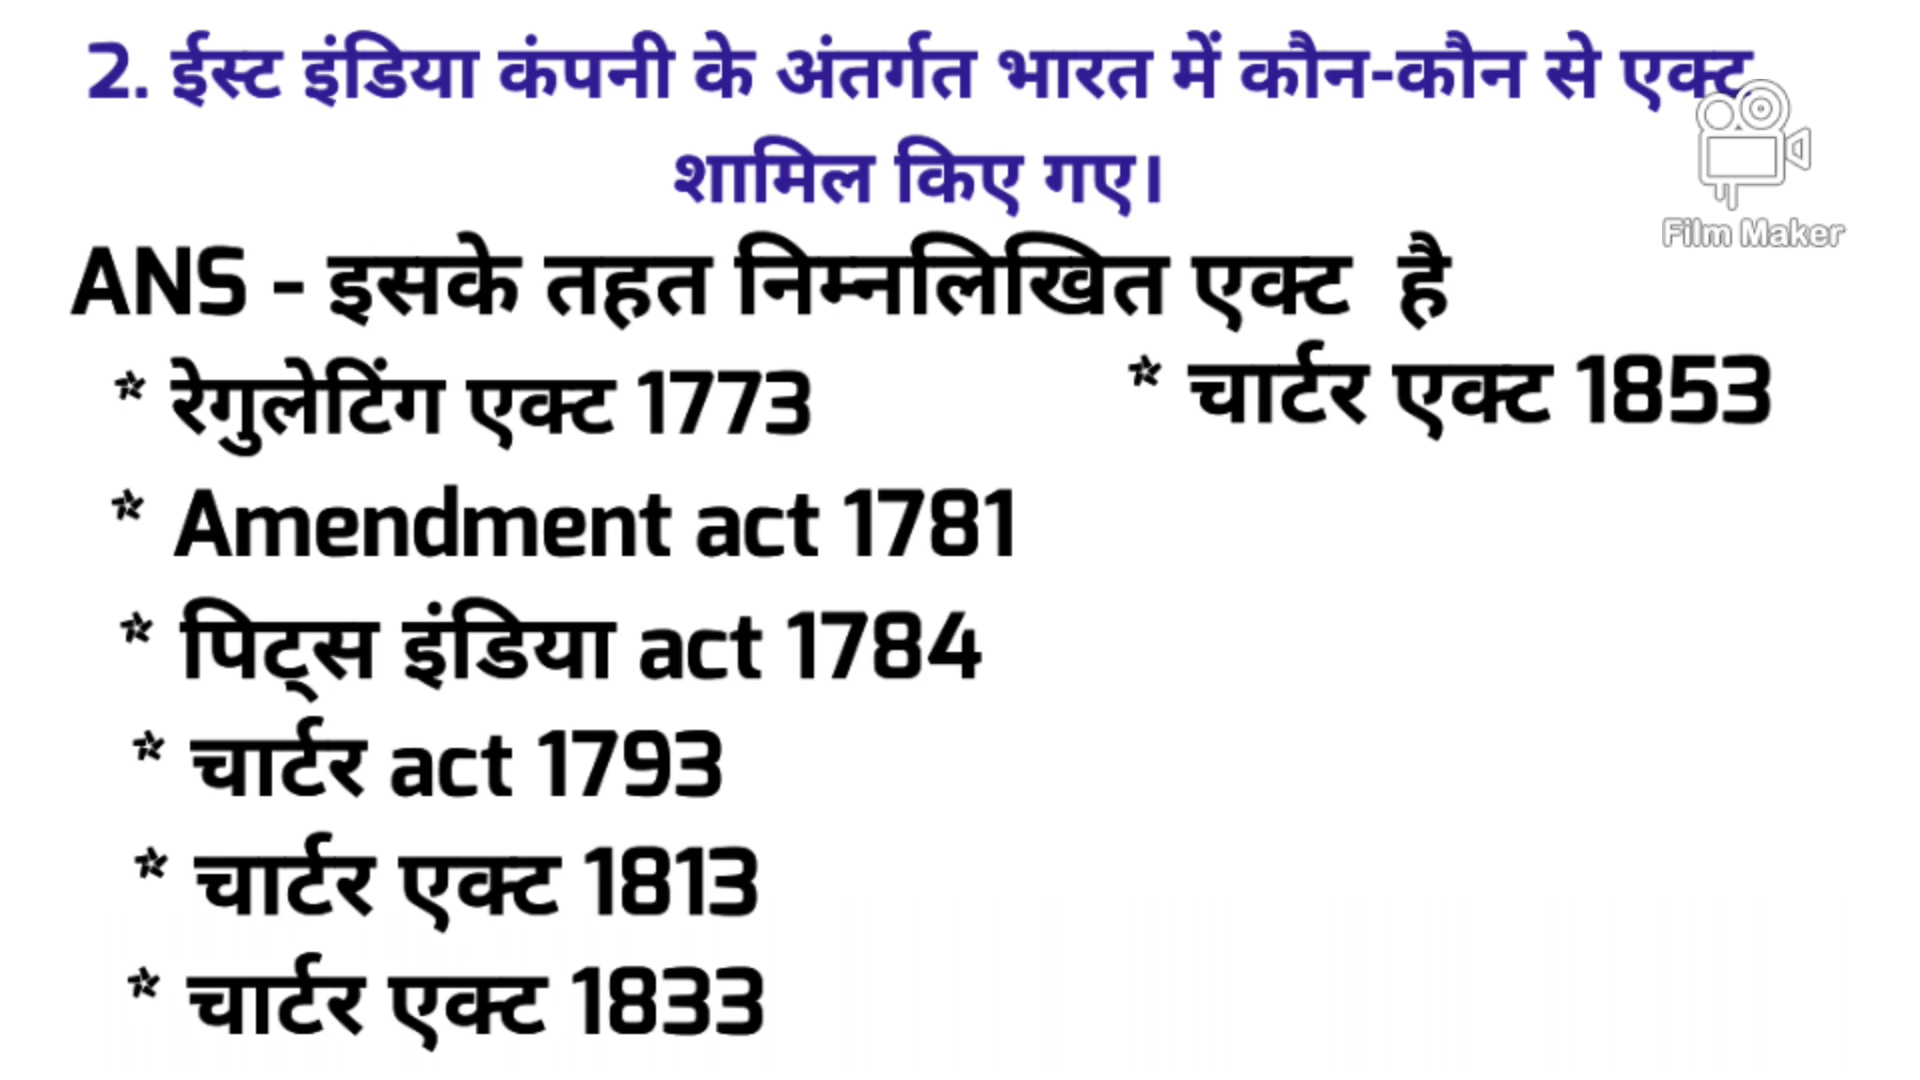 2. ईस्ट इंडिया कंपनी के अंतर्गत भारत में कौन-कौन से एक्ट
शामिल किए गए।
Film Maker
ANS - इसके तहत निम्नलिखित एक्ट है
* रेगुलेटिंग एक्ट 1773
* Amendment act 1781
* पिट्स इंडिया act 1784
* चार्टर act 1793
* चार्टर एक्ट 1813
* चार्टर एक्ट 1833
* चार्टर एक्ट 1853